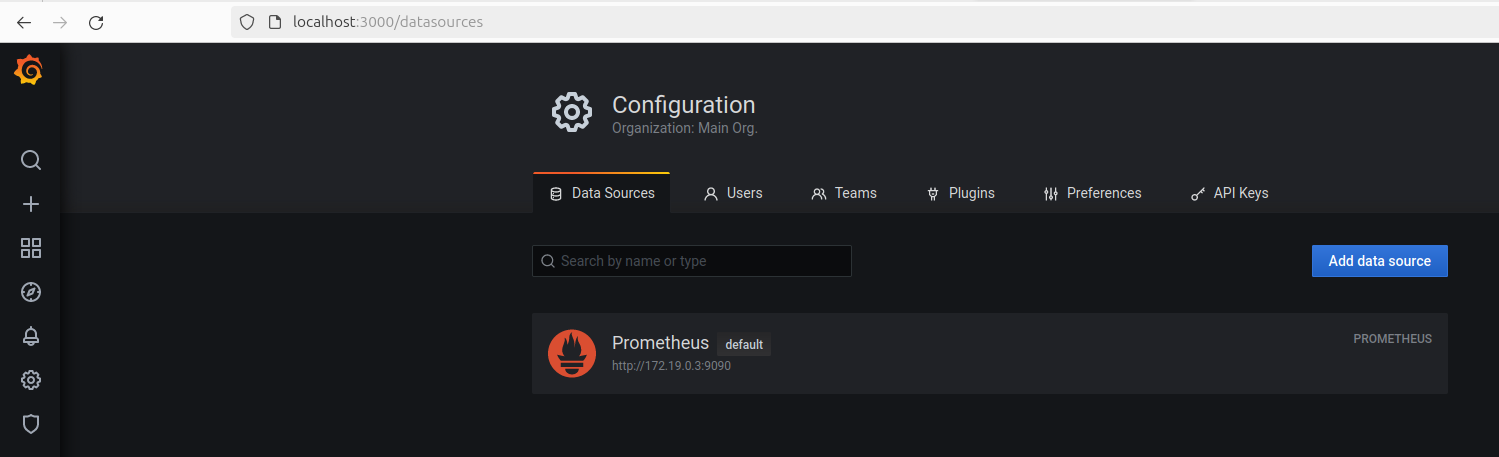 localhost:3000/datasources
Configuration
Organization: Main Org.
Data Sources Users Teams Plugins Preferences API Keys
Search by name or type Add data source
Prometheus default PROMETHEUS
http://172.19.0.3:9090